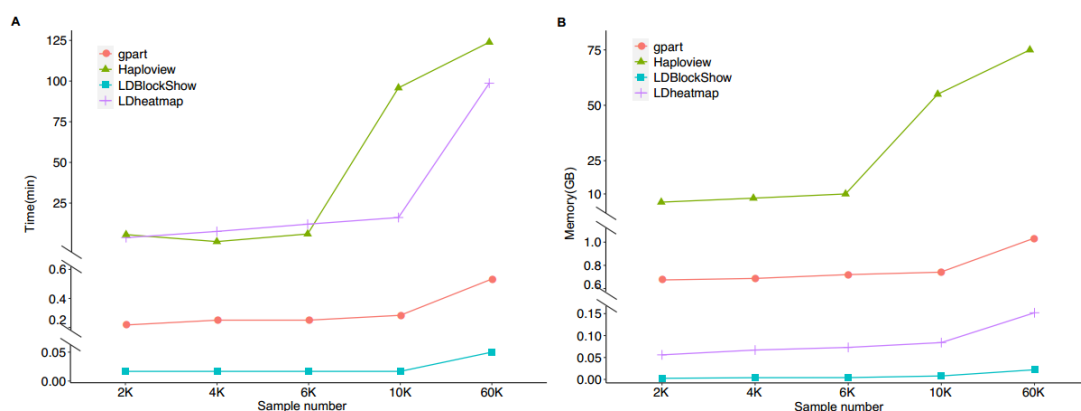 A
125
100
75
50
25
0.6
0.4
0.2
0.05
0.00
Time(min)
gpart
Haploview
LDBlockShow
LDheatmap
2K 4K 6K 10K 60K
Sample number
B
75
50
25
10
1.0
0.8
0.6
0.15
0.10
0.05
0.00
Memory(GB)
gpart
Haploview
LDBlockShow
LDheatmap
2K 4K 6K 10K 60K
Sample number